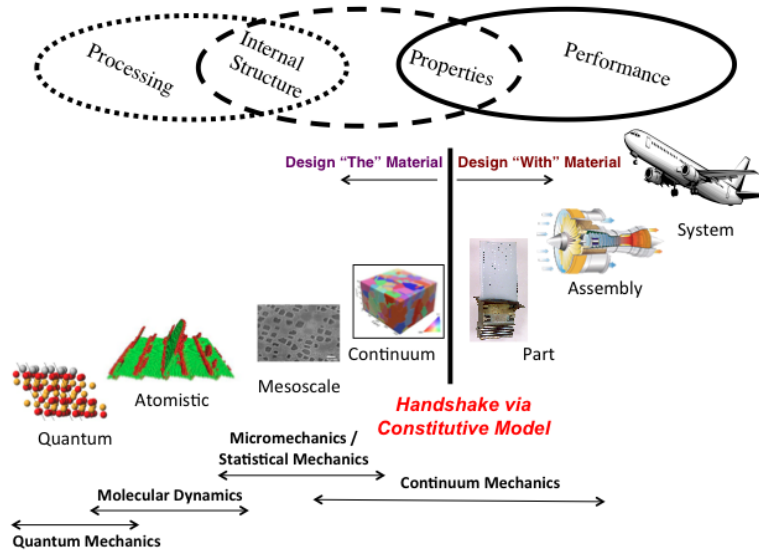 Processing
Internal
Structure
Properties
Performance
Design “The” Material
Design “With” Material
System
Assembly
Part
Continuum
Mesoscale
Atomistic
Quantum
Handshake via
Constitutive Model
Micromechanics /
Statistical Mechanics
Continuum Mechanics
Molecular Dynamics
Quantum Mechanics